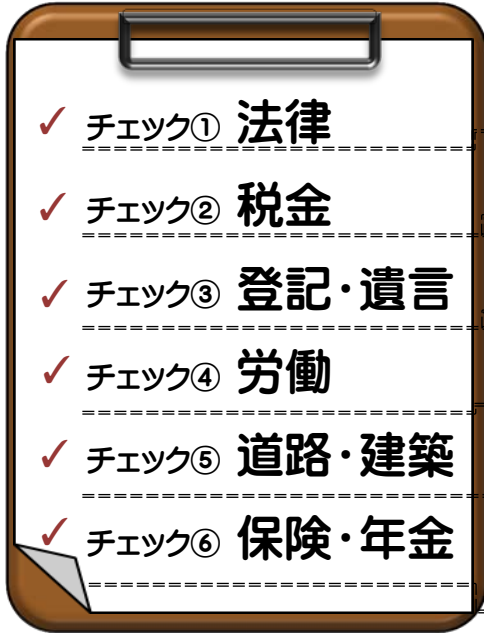 ✓ チェック① 法律
✓ チェック② 税金
✓ チェック③ 登記・遺言
✓ チェック④ 労働
✓ チェック⑤ 道路・建築
✓ チェック⑥ 保険・年金